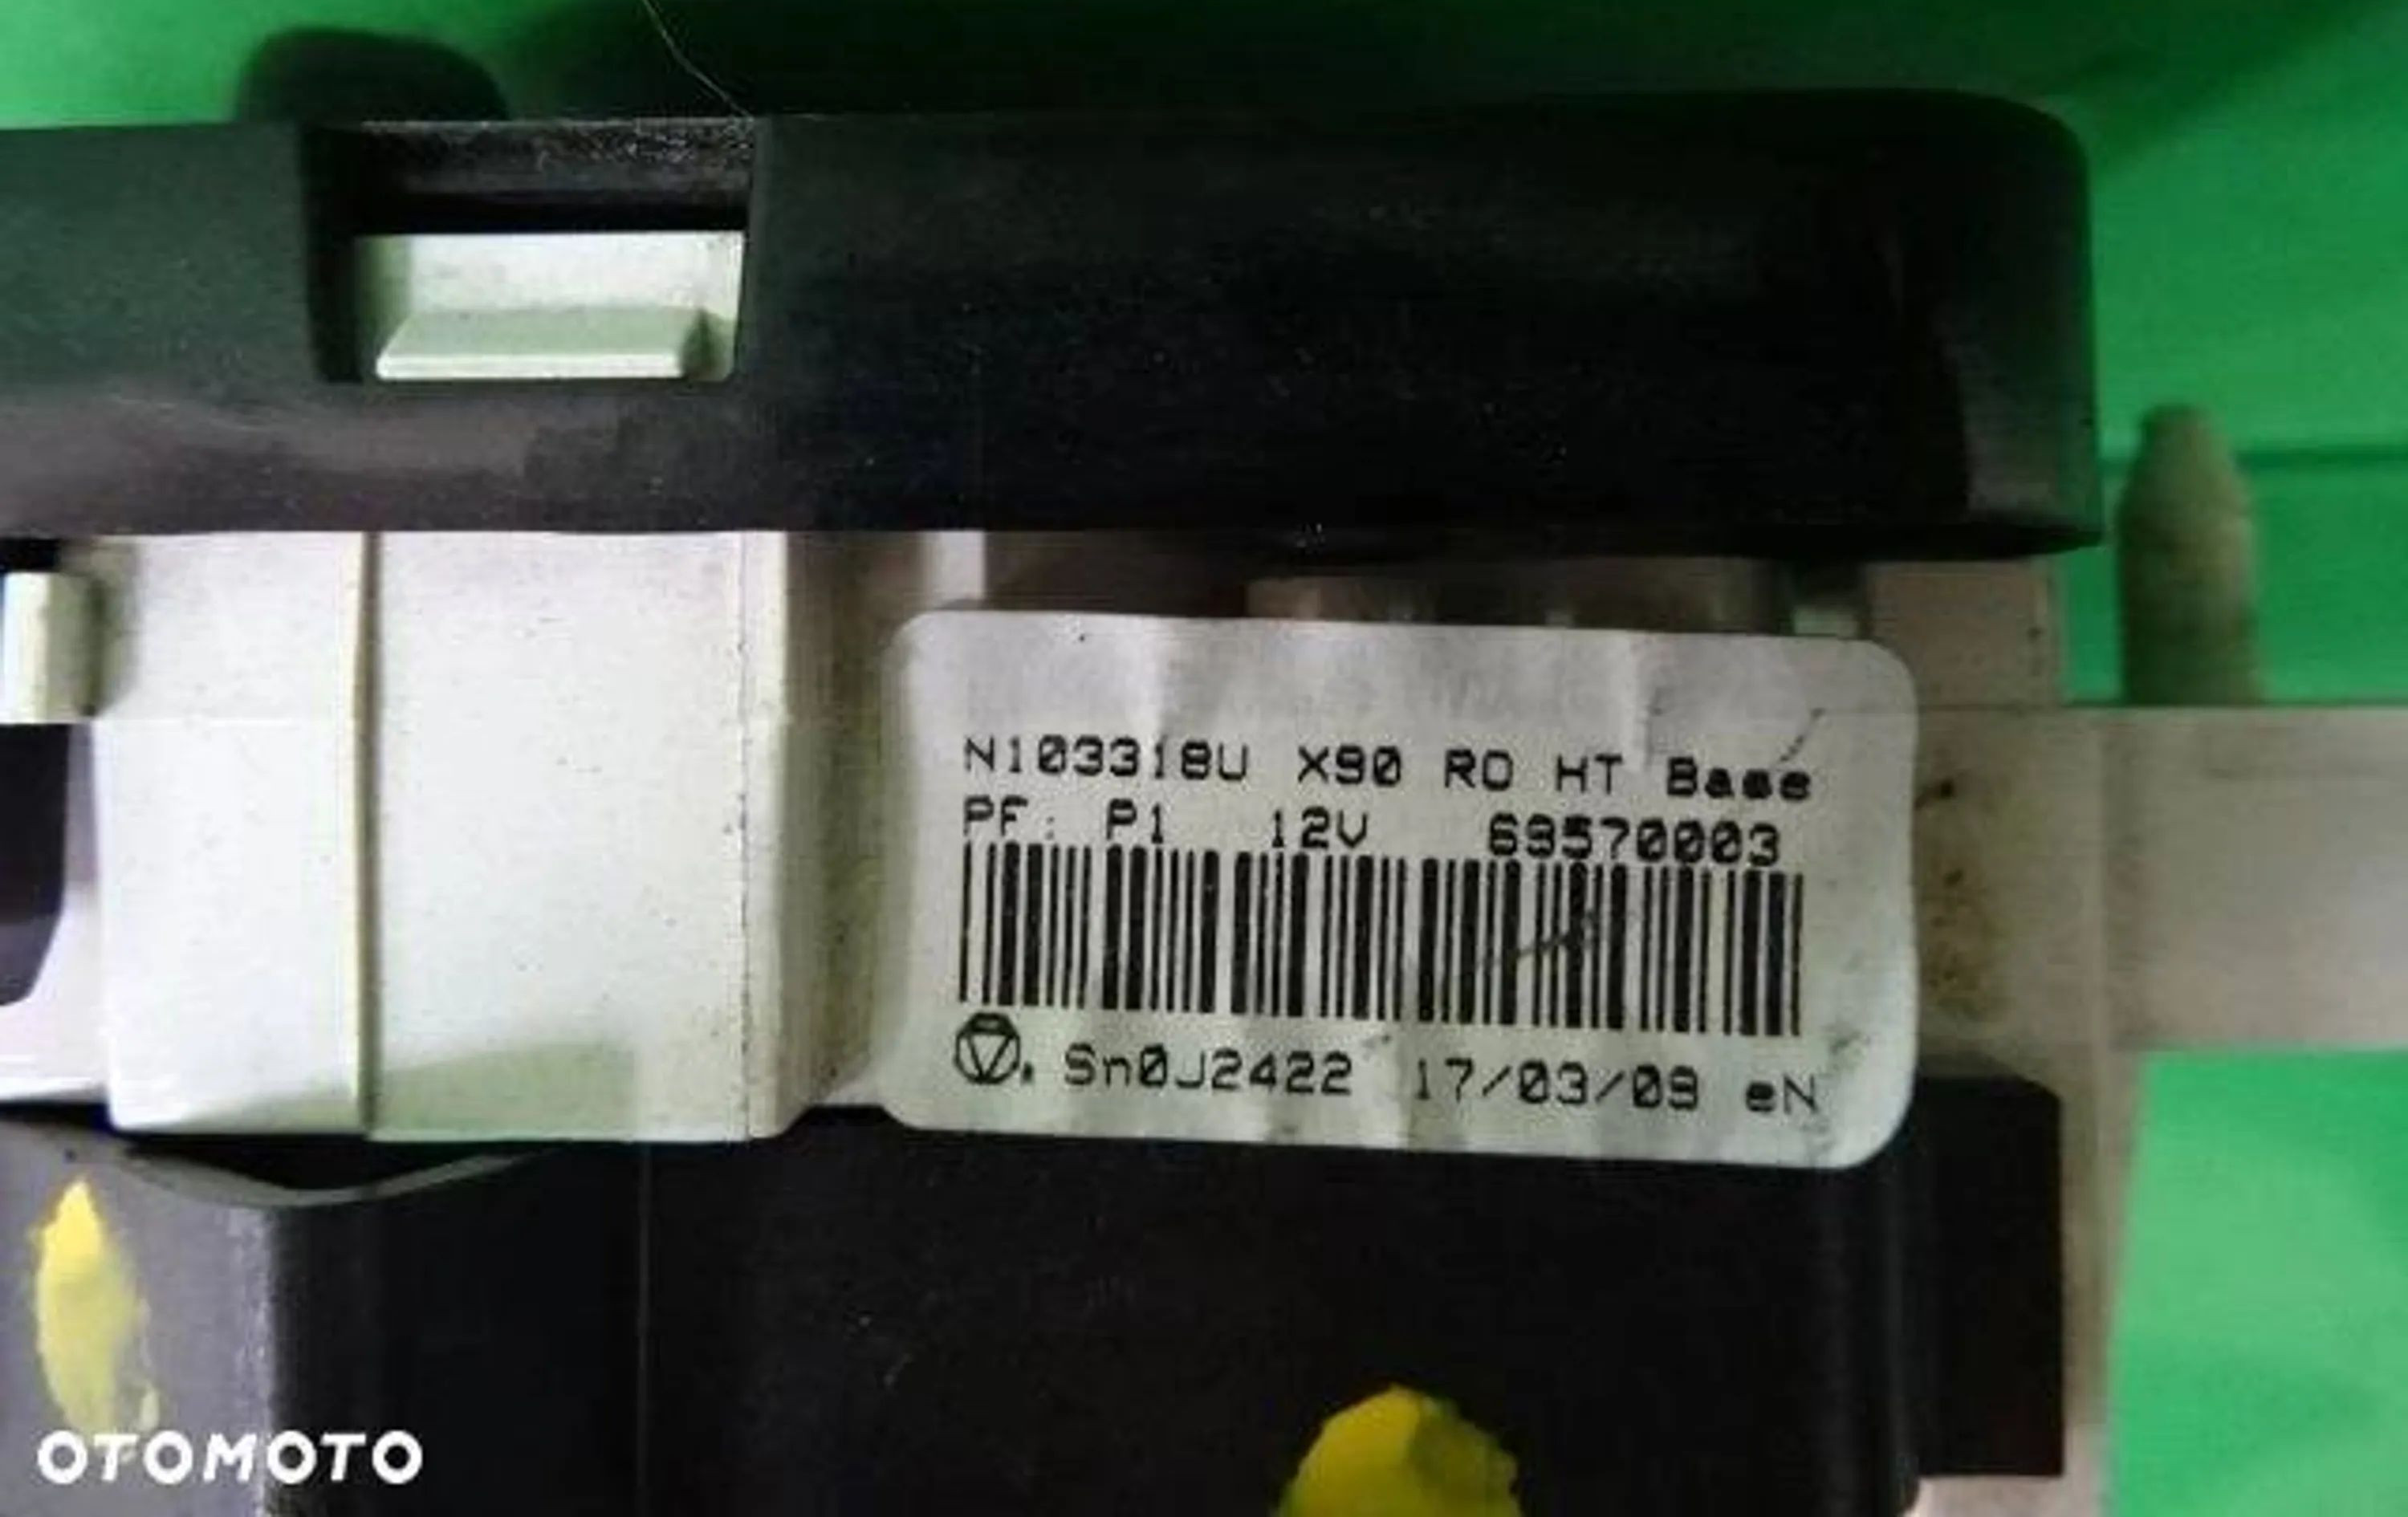 N103318U X90 RO HT Base
PF: P1 12V 69570003
Sn0J2422 17/03/09 eN
OTOMOTO